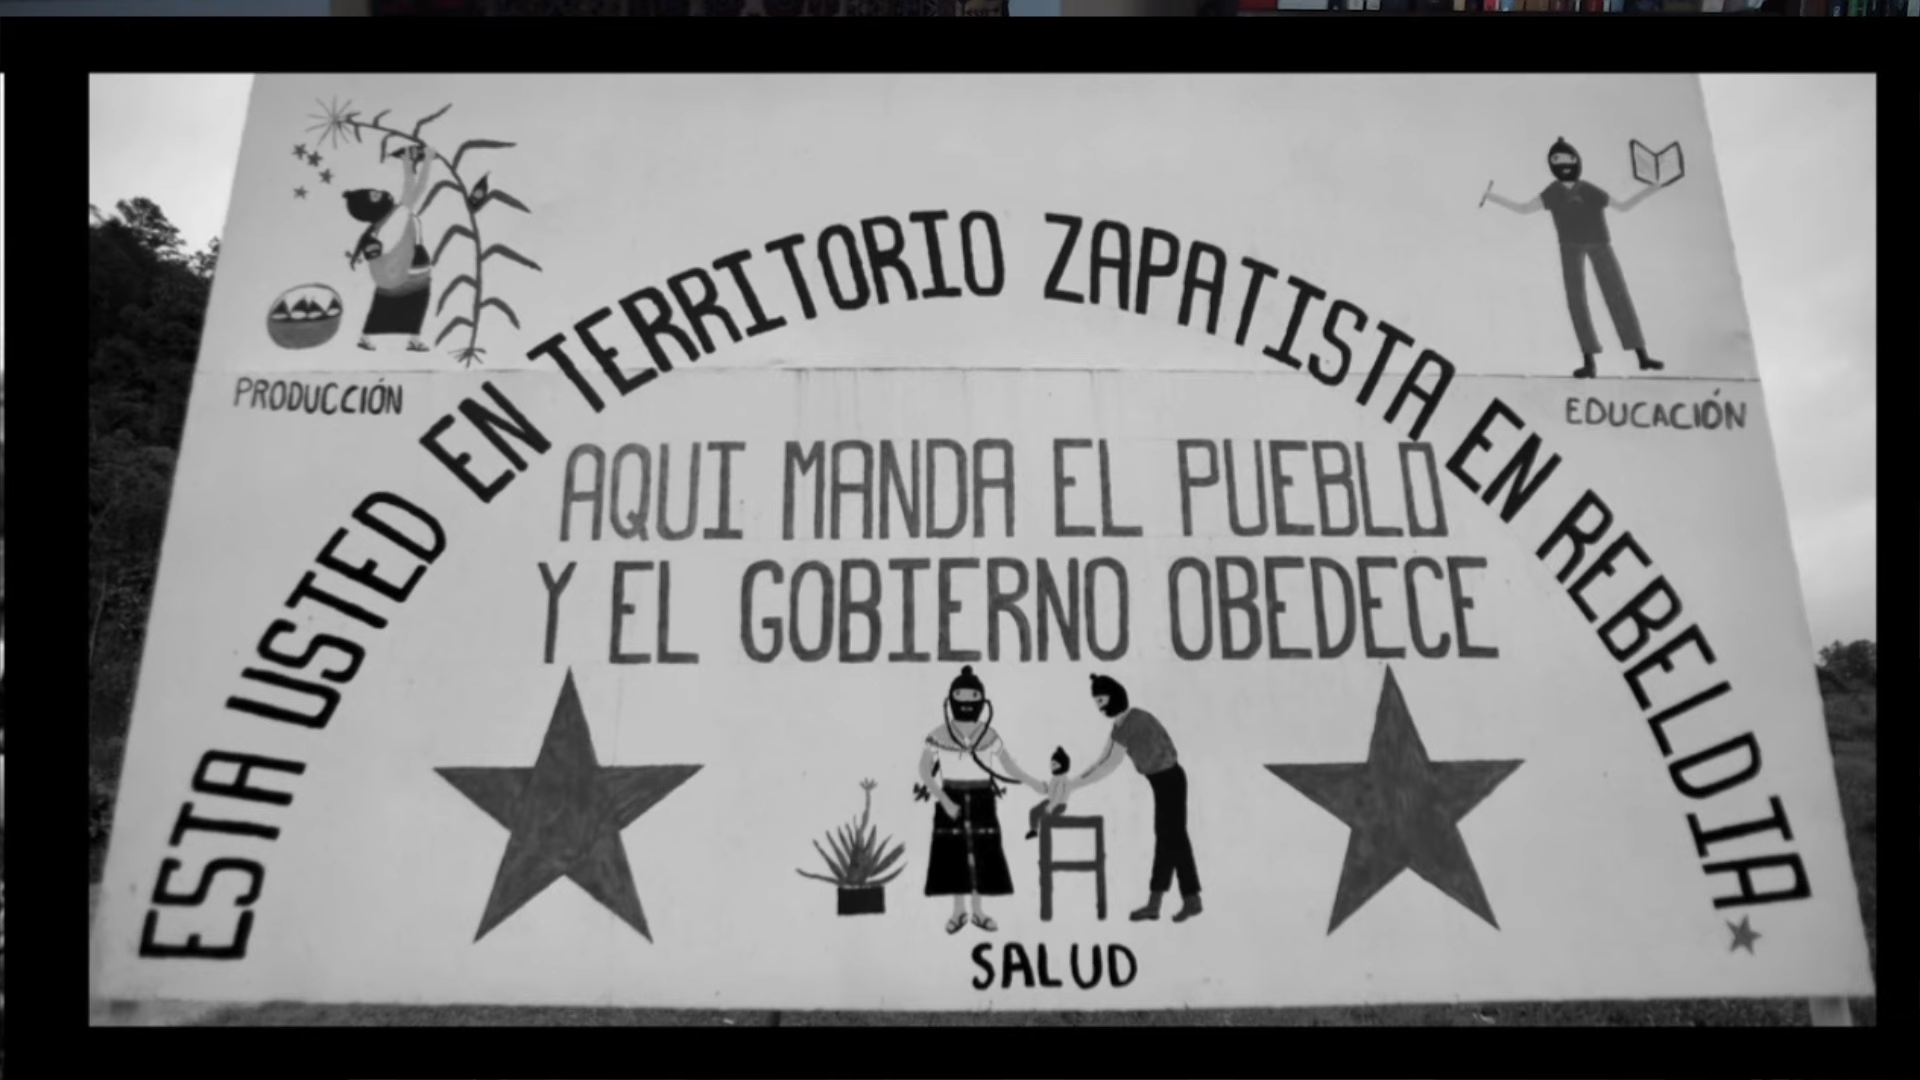 ESTA USTED EN TERRITORIO ZAPATISTA EN REBELDIA
PRODUCCIÓN
EDUCACIÓN
AQUI MANDA EL PUEBLO
Y EL GOBIERNO OBEDECE
SALUD